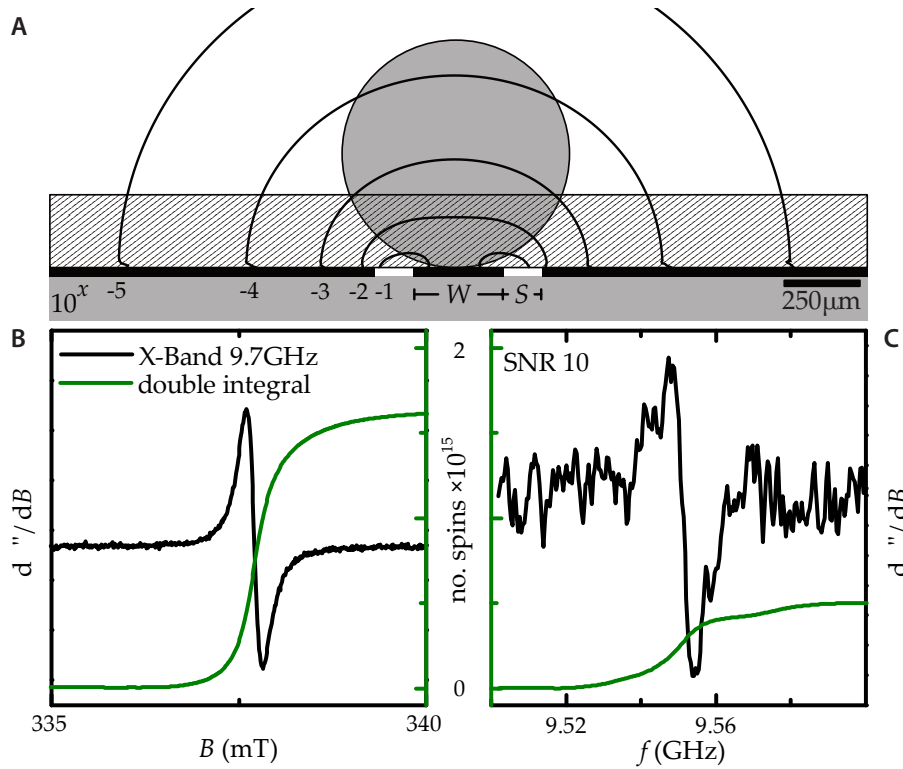 A
10^x -5 -4 -3 -2 -1 W S 250μm
B
X-Band 9.7GHz
double integral
d "/ dB
335 340
B (mT)
2
no. spins ×10^15
0
C
SNR 10
d "/ dB
9.52 9.56
f (GHz)